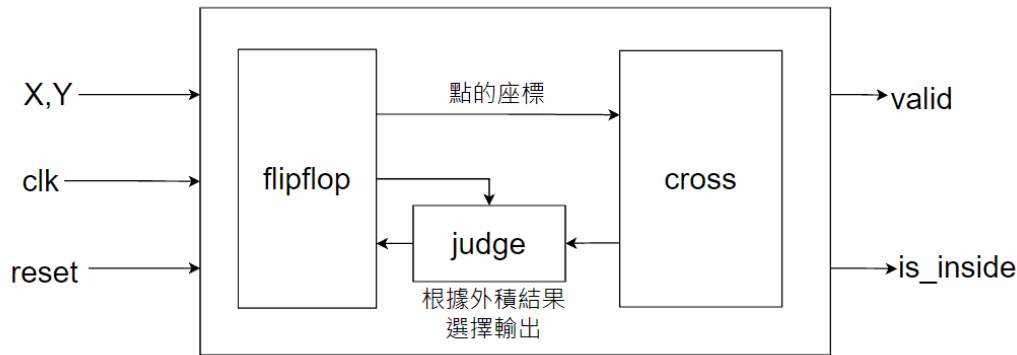 X,Y
clk
reset
flipflop
點的座標
judge
根據外積結果
選擇輸出
cross
valid
is_inside